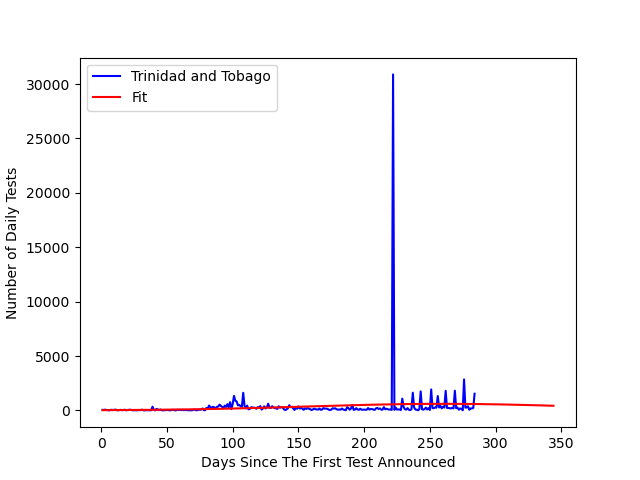 Trinidad and Tobago
Fit
30000
25000
20000
15000
10000
5000
0
Number of Daily Tests
0 50 100 150 200 250 300 350
Days Since The First Test Announced